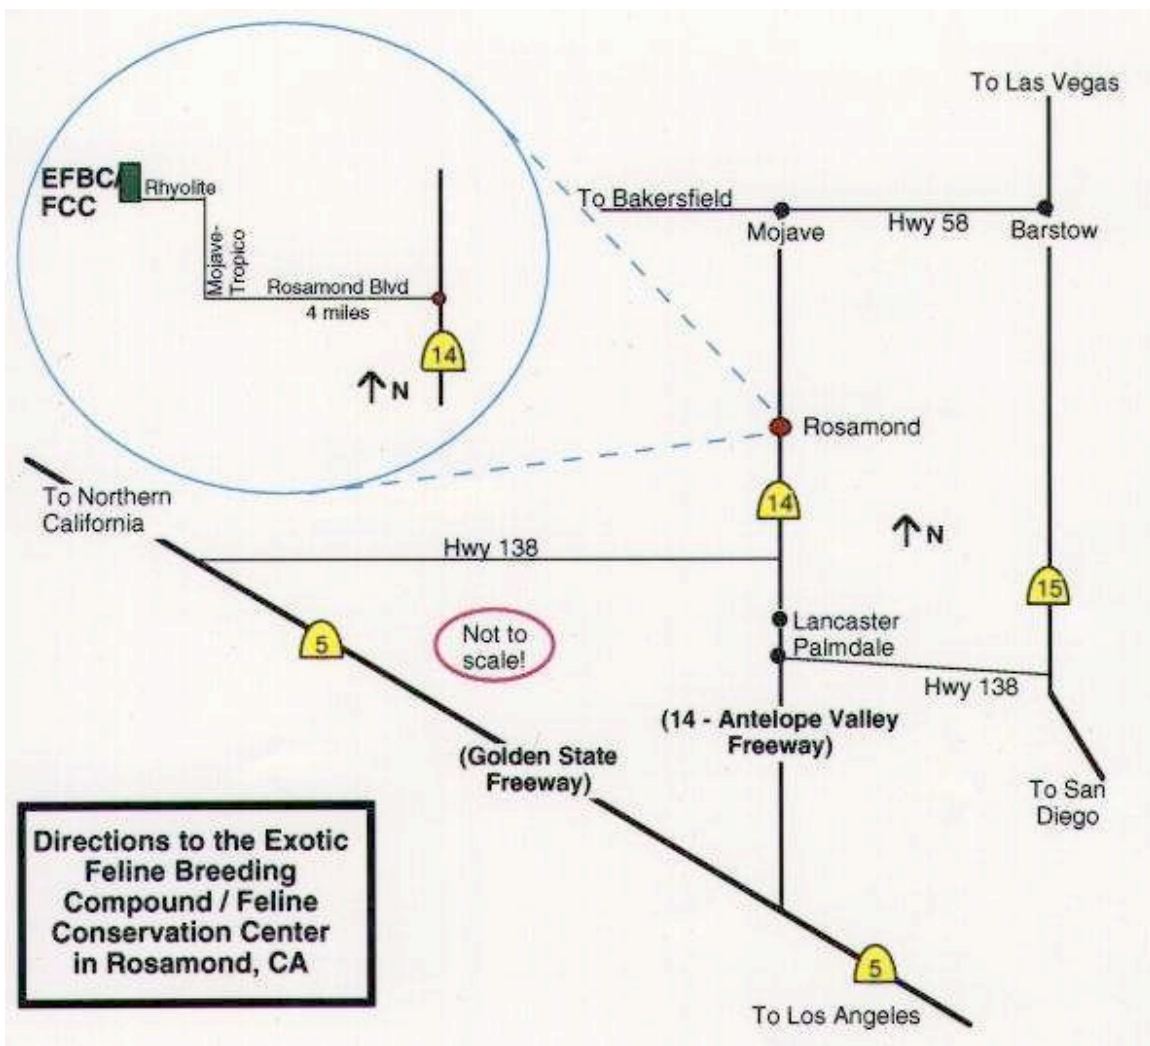 To Las Vegas
EFBCA
FCC
Rhyolite
Mojave-
Tropico
Rosamond Blvd
4 miles
14
N
To Bakersfield
Mojave
Hwy 58
Barstow
Rosamond
14
N
15
To Northern
California
Hwy 138
5
Not to
scale!
Lancaster
Palmdale
Hwy 138
(14 - Antelope Valley
Freeway)
(Golden State
Freeway)
To San
Diego
Directions to the Exotic
Feline Breeding
Compound / Feline
Conservation Center
in Rosamond, CA
5
To Los Angeles